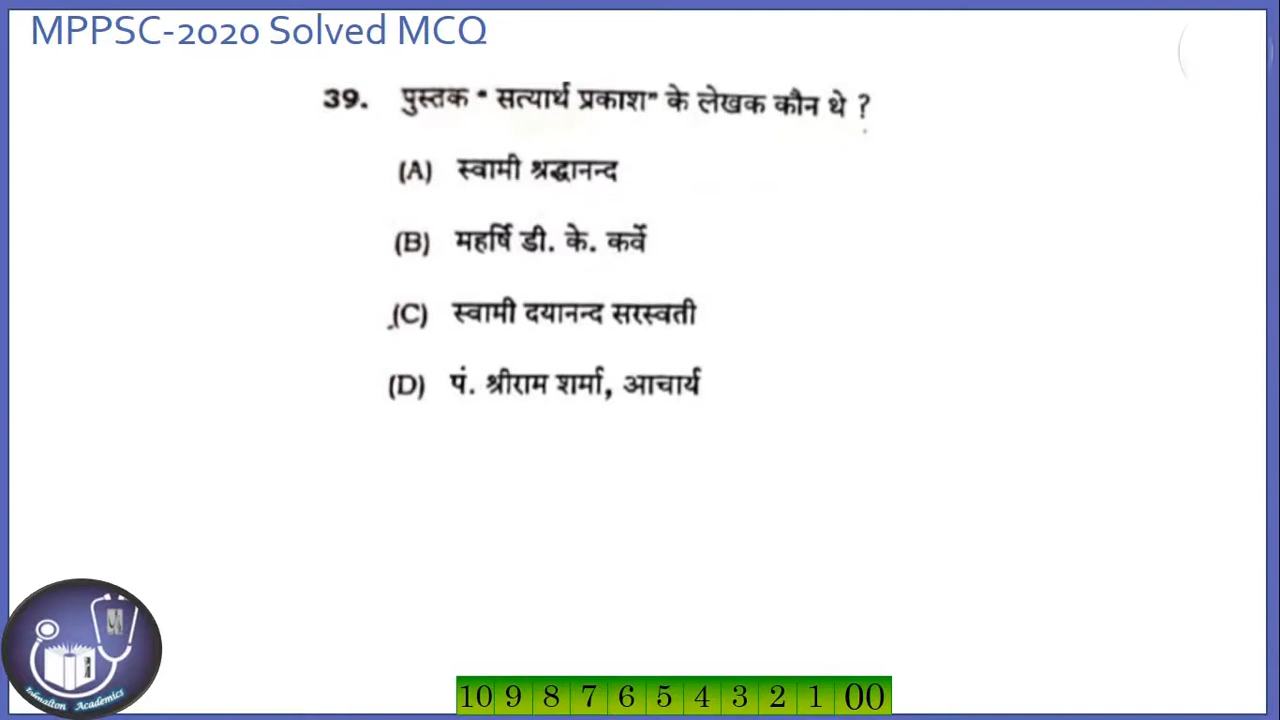 MPPSC-2020 Solved MCQ
39. पुस्तक " सत्यार्थ प्रकाश" के लेखक कौन थे ?
(A) स्वामी श्रद्धानन्द
(B) महर्षि डी. के. कर्वे
(C) स्वामी दयानन्द सरस्वती
(D) पं. श्रीराम शर्मा, आचार्य
Academics
10 9 8 7 6 5 4 3 2 1 00